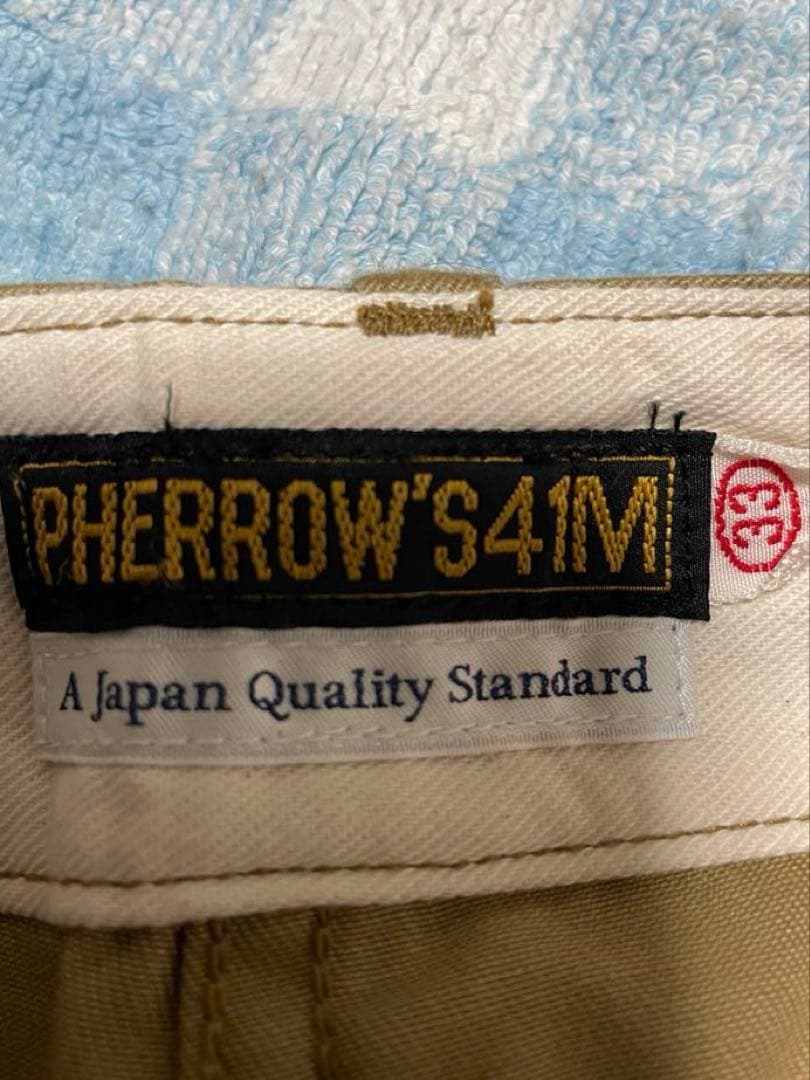 PHERROW'S41M
33
A Japan Quality Standard